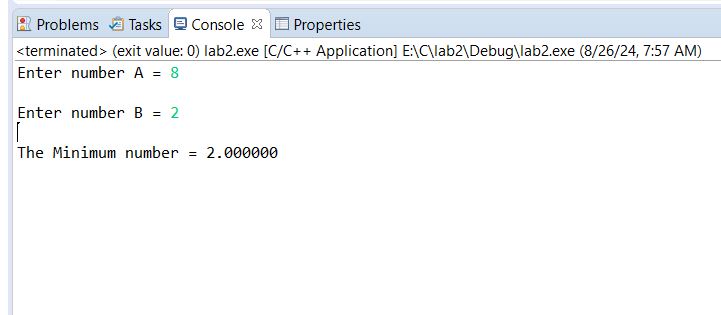 Problems Tasks Console Properties
<terminated> (exit value: 0) lab2.exe [C/C++ Application] E:\C\lab2\Debug\lab2.exe (8/26/24, 7:57 AM)
Enter number A = 8
Enter number B = 2
The Minimum number = 2.000000